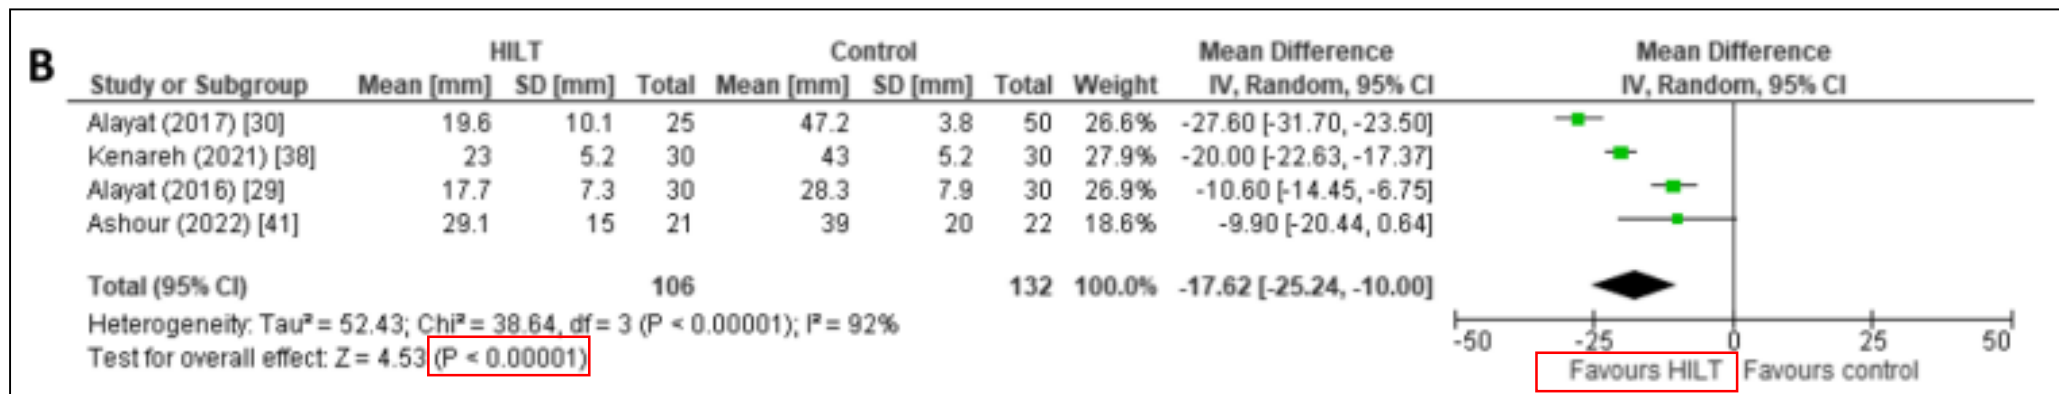 B
HILT Control Mean Difference Mean Difference
Study or Subgroup Mean [mm] SD [mm] Total Mean [mm] SD [mm] Total Weight IV, Random, 95% CI IV, Random, 95% CI
Alayat (2017) [30] 19.6 10.1 25 47.2 3.8 50 26.6% -27.60 [-31.70, -23.50]
Kenareh (2021) [38] 23 5.2 30 43 5.2 30 27.9% -20.00 [-22.63, -17.37]
Alayat (2016) [29] 17.7 7.3 30 28.3 7.9 30 26.9% -10.60 [-14.45, -6.75]
Ashour (2022) [41] 29.1 15 21 39 20 22 18.6% -9.90 [-20.44, 0.64]
Total (95% CI) 106 132 100.0% -17.62 [-25.24, -10.00]
Heterogeneity: Tau² = 52.43; Chi² = 38.64, df = 3 (P < 0.00001); I² = 92%
Test for overall effect: Z = 4.53 (P < 0.00001)
-50 -25 0 25 50
Favours HILT Favours control